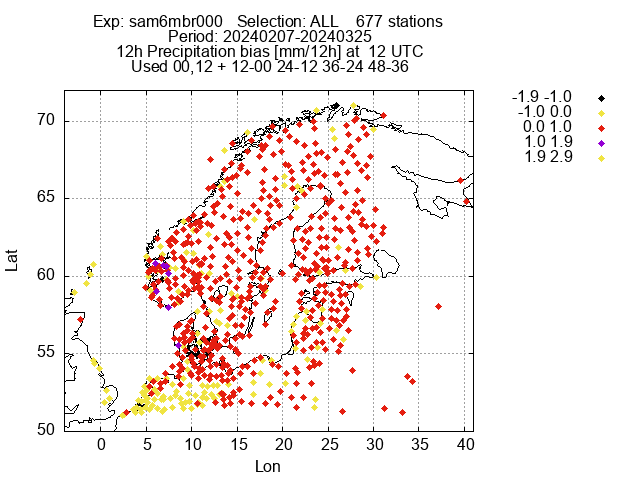 Exp: sam6mbr000 Selection: ALL 677 stations
Period: 20240207-20240325
12h Precipitation bias [mm/12h] at 12 UTC
Used 00,12 + 12-00 24-12 36-24 48-36
-1.9 -1.0
-1.0 0.0
0.0 1.0
1.0 1.9
1.9 2.9
Lat
70
65
60
55
50
0 5 10 15 20 25 30 35 40
Lon